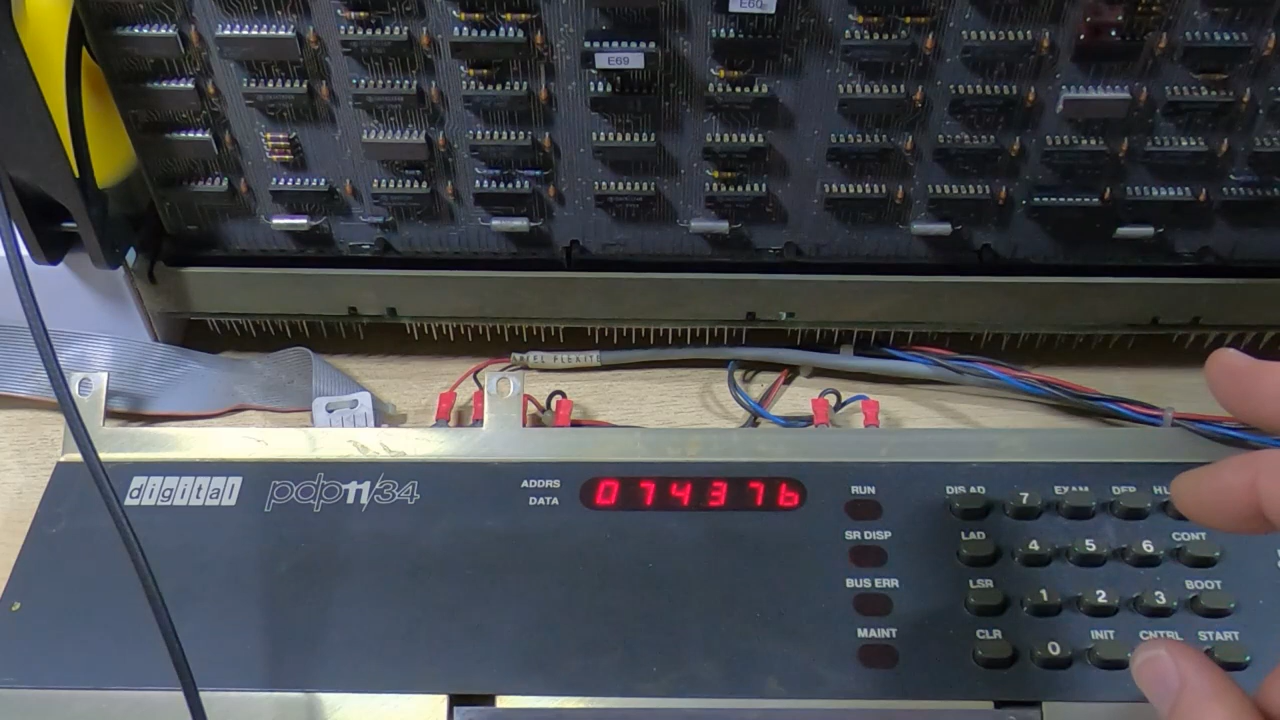 E60
E69
digital pdp11/34
ADDRS
DATA
074376
RUN
SR DISP
BUS ERR
MAINT
DIS AD 7 EXAM DEP
LAD 4 5 6 CONT
LSR 1 2 3 BOOT
CLR 0 INIT CNTRL START